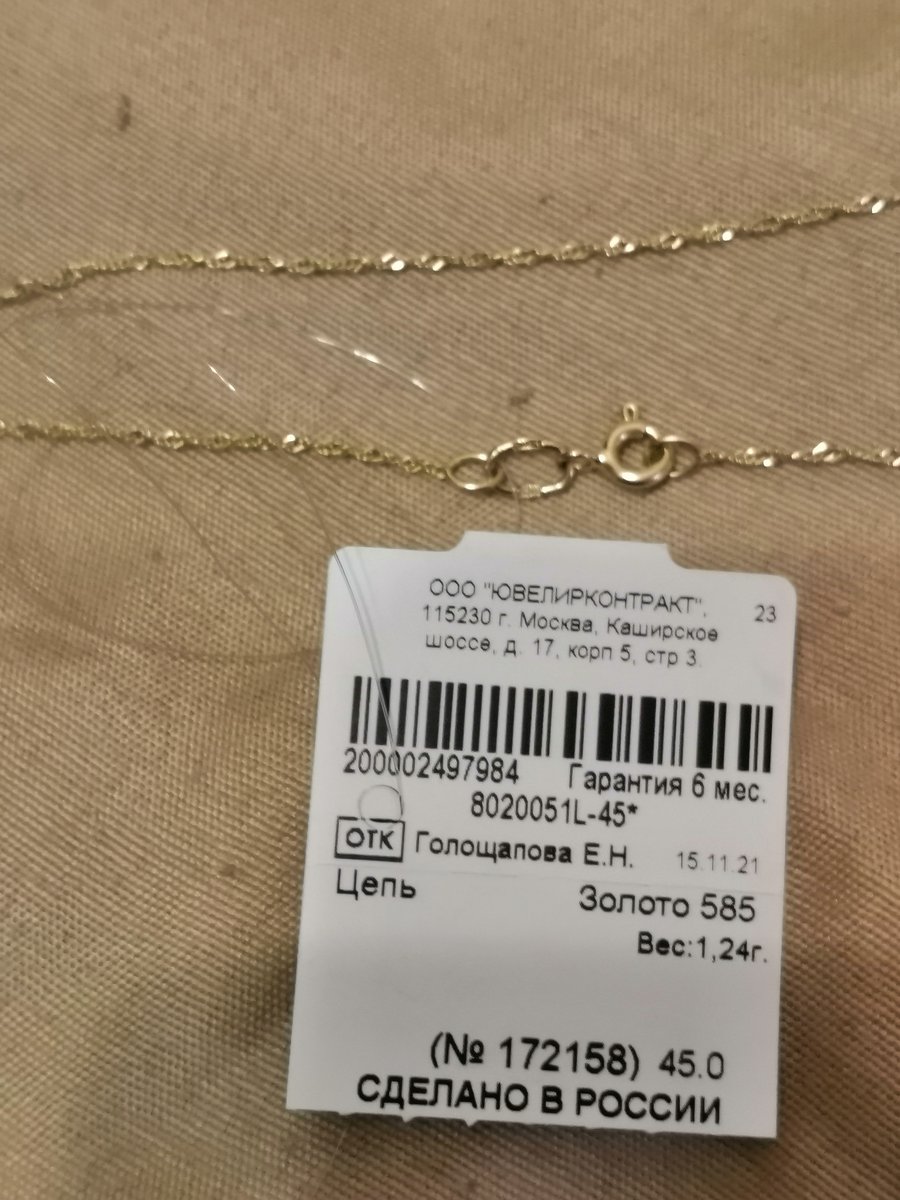 ООО "ЮВЕЛИРКОНТРАКТ", 23
115230 г. Москва, Каширское
шоссе, д. 17, корп 5, стр 3.
200002497984 Гарантия 6 мес.
8020051L-45*
ОТК Голощапова Е.Н. 15.11.21
Цепь Золото 585
Вес:1,24г.
(№ 172158) 45.0
СДЕЛАНО В РОССИИ